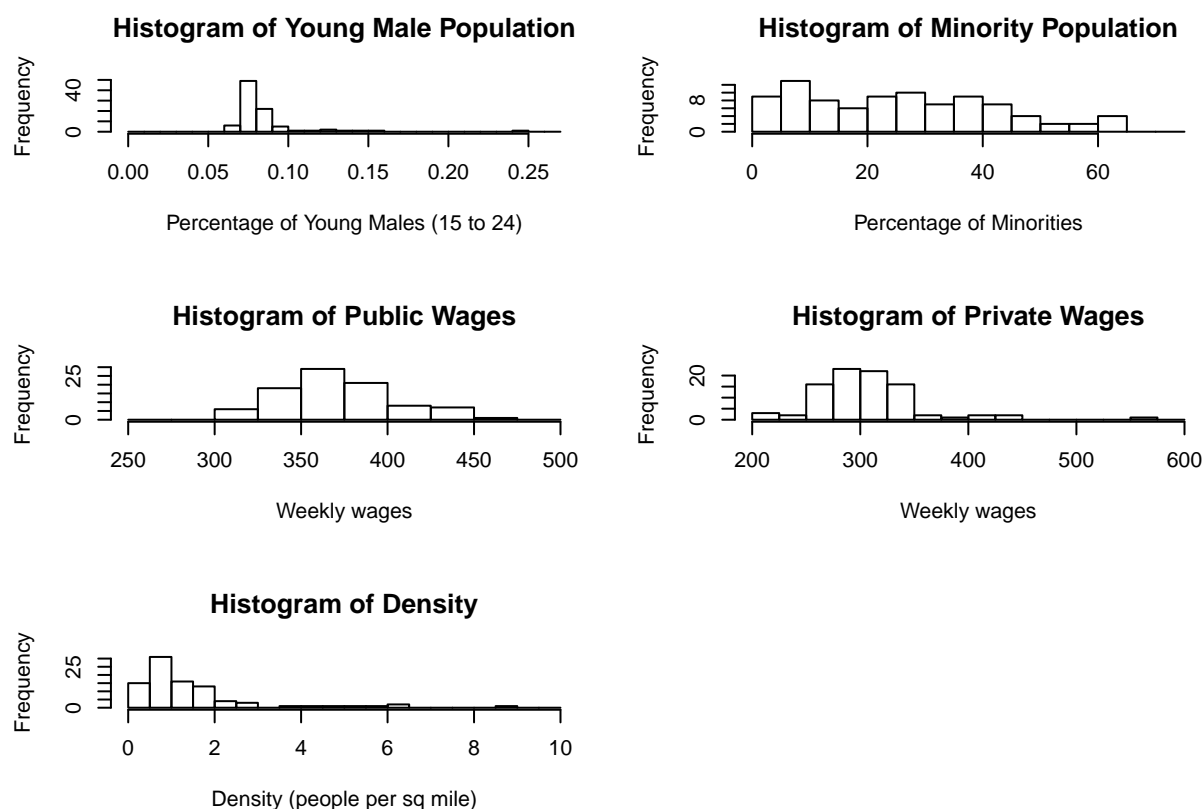 Histogram of Young Male Population
Frequency
0 40
0.00 0.05 0.10 0.15 0.20 0.25
Percentage of Young Males (15 to 24)
Histogram of Minority Population
Frequency
0 8
0 20 40 60
Percentage of Minorities
Histogram of Public Wages
Frequency
0 25
250 300 350 400 450 500
Weekly wages
Histogram of Private Wages
Frequency
0 20
200 300 400 500 600
Weekly wages
Histogram of Density
Frequency
0 25
0 2 4 6 8 10
Density (people per sq mile)